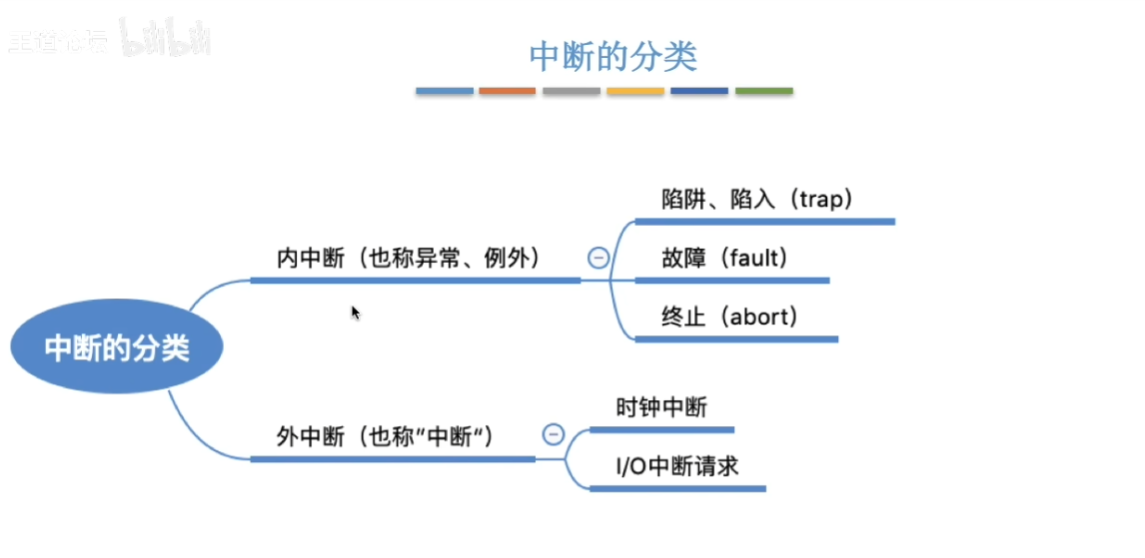 王道论坛 bilibili
中断的分类
陷阱、陷入（trap）
内中断（也称异常、例外）
故障（fault）
终止（abort）
中断的分类
时钟中断
外中断（也称”中断“）
I/O中断请求